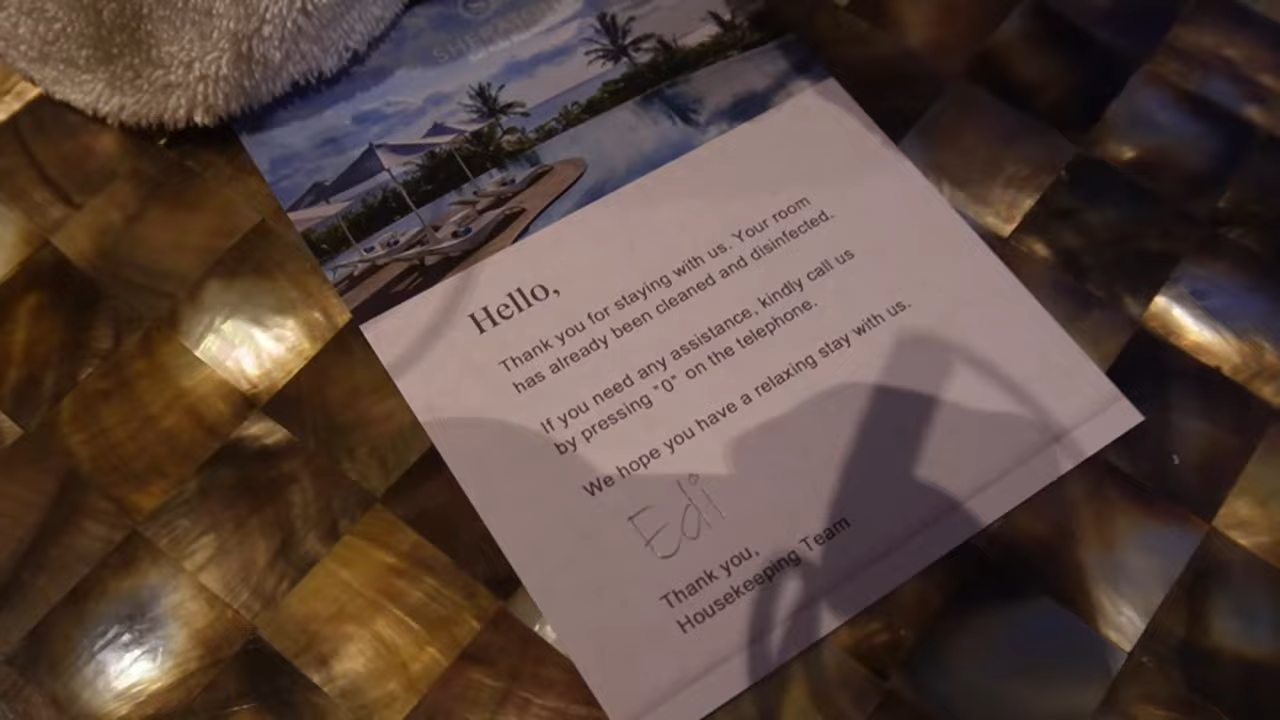 SHERATON
Hello,
Thank you for staying with us. Your room
has already been cleaned and disinfected.
If you need any assistance, kindly call us
by pressing "0" on the telephone.
We hope you have a relaxing stay with us.
Edi
Thank you,
Housekeeping Team